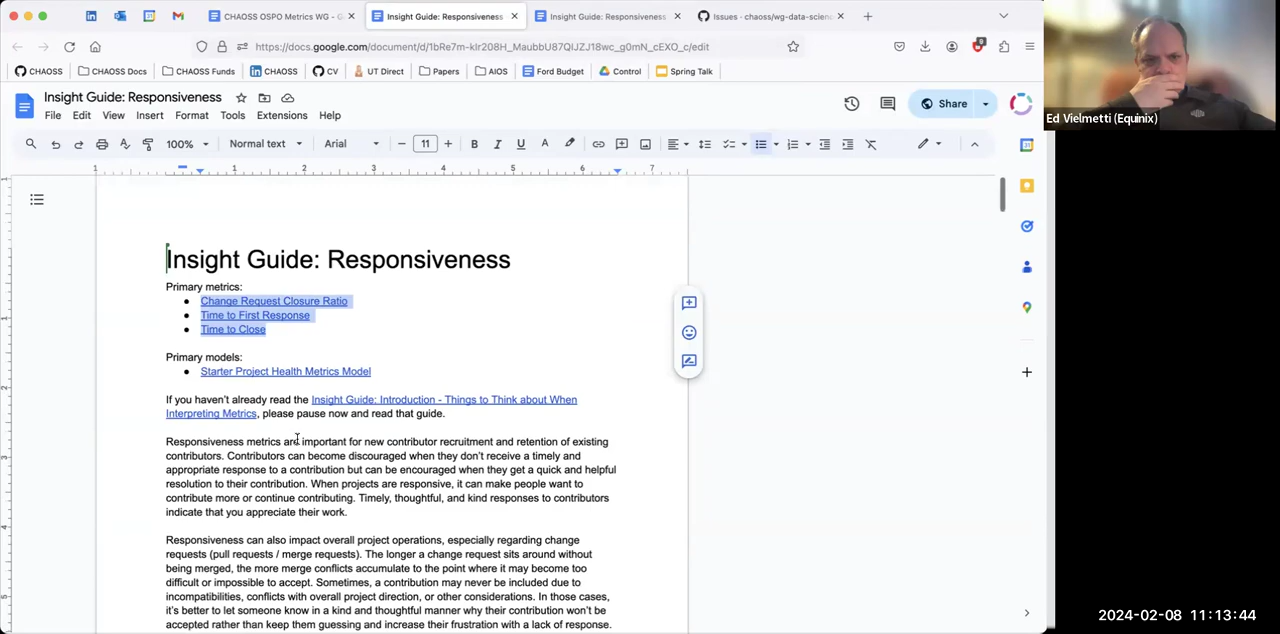 CHAOSS OSPO Metrics WG - G
Insight Guide: Responsiveness
Insight Guide: Responsiveness
Issues · chaoss/wg-data-scien
https://docs.google.com/document/d/1bRe7m-kIr208H_MaubbU87QIJZJ18wc_g0mN_cEXO_c/edit
CHAOSS
CHAOSS Docs
CHAOSS Funds
CHAOSS
CV
UT Direct
Papers
AIOS
Ford Budget
Control
Spring Talk
Insight Guide: Responsiveness
File Edit View Insert Format Tools Extensions Help
Share
100% Normal text Arial 11
1 1 2 3 4 5 6 7
Insight Guide: Responsiveness
Primary metrics:
● Change Request Closure Ratio
● Time to First Response
● Time to Close
Primary models:
● Starter Project Health Metrics Model
If you haven't already read the Insight Guide: Introduction - Things to Think about When
Interpreting Metrics, please pause now and read that guide.
Responsiveness metrics are important for new contributor recruitment and retention of existing
contributors. Contributors can become discouraged when they don't receive a timely and
appropriate response to a contribution but can be encouraged when they get a quick and helpful
resolution to their contribution. When projects are responsive, it can make people want to
contribute more or continue contributing. Timely, thoughtful, and kind responses to contributors
indicate that you appreciate their work.
Responsiveness can also impact overall project operations, especially regarding change
requests (pull requests / merge requests). The longer a change request sits around without
being merged, the more merge conflicts accumulate to the point where it may become too
difficult or impossible to accept. Sometimes, a contribution may never be included due to
incompatibilities, conflicts with overall project direction, or other considerations. In those cases,
it's better to let someone know in a kind and thoughtful manner why their contribution won't be
accepted rather than keep them guessing and increase their frustration with a lack of response.
Ed Vielmetti (Equinix)
2024-02-08 11:13:44